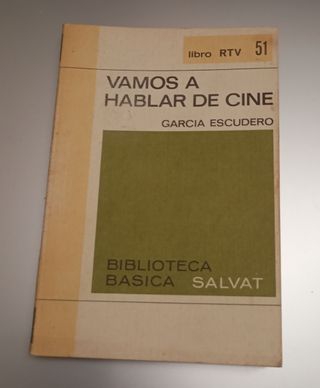 libro RTV 51
VAMOS A
HABLAR DE CINE
GARCIA ESCUDERO
BIBLIOTECA
BASICA SALVAT